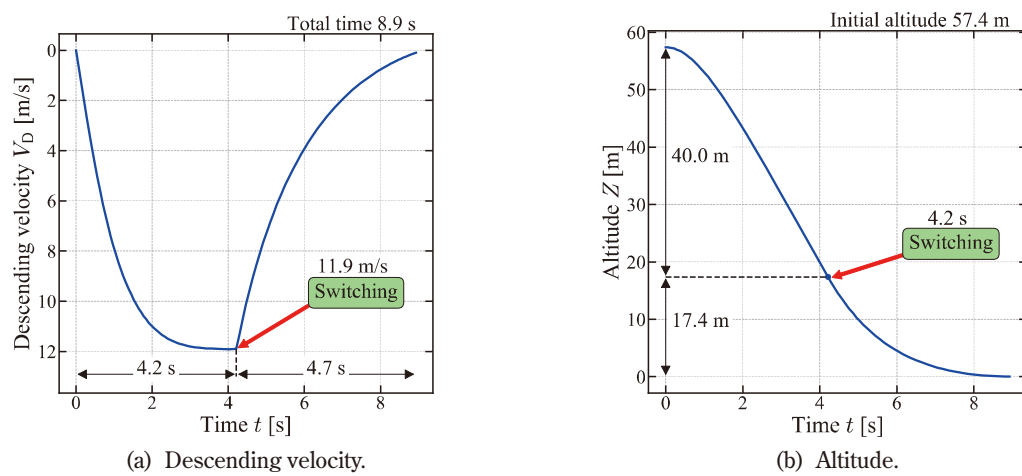 Total time 8.9 s
0
2
4
6
8
10
12
Descending velocity V_D [m/s]
11.9 m/s
Switching
4.2 s
4.7 s
0
2
4
6
8
Time t [s]
(a) Descending velocity.
Initial altitude 57.4 m
60
50
40
30
20
10
0
Altitude Z [m]
40.0 m
4.2 s
Switching
17.4 m
0
2
4
6
8
Time t [s]
(b) Altitude.